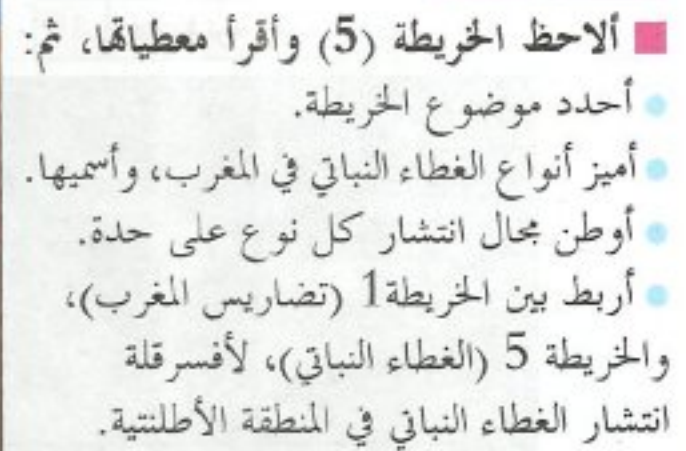 ألاحظ الخريطة (5) وأقرأ معطياتها، ثم:
أحدد موضوع الخريطة.
أميز أنواع الغطاء النباتي في المغرب، وأسميها.
أوطن مجال انتشار كل نوع على حدة.
أربط بين الخريطة1 (تضاريس المغرب)،
والخريطة 5 (الغطاء النباتي)، لأفسر قلة
انتشار الغطاء النباتي في المنطقة الأطلنتية.